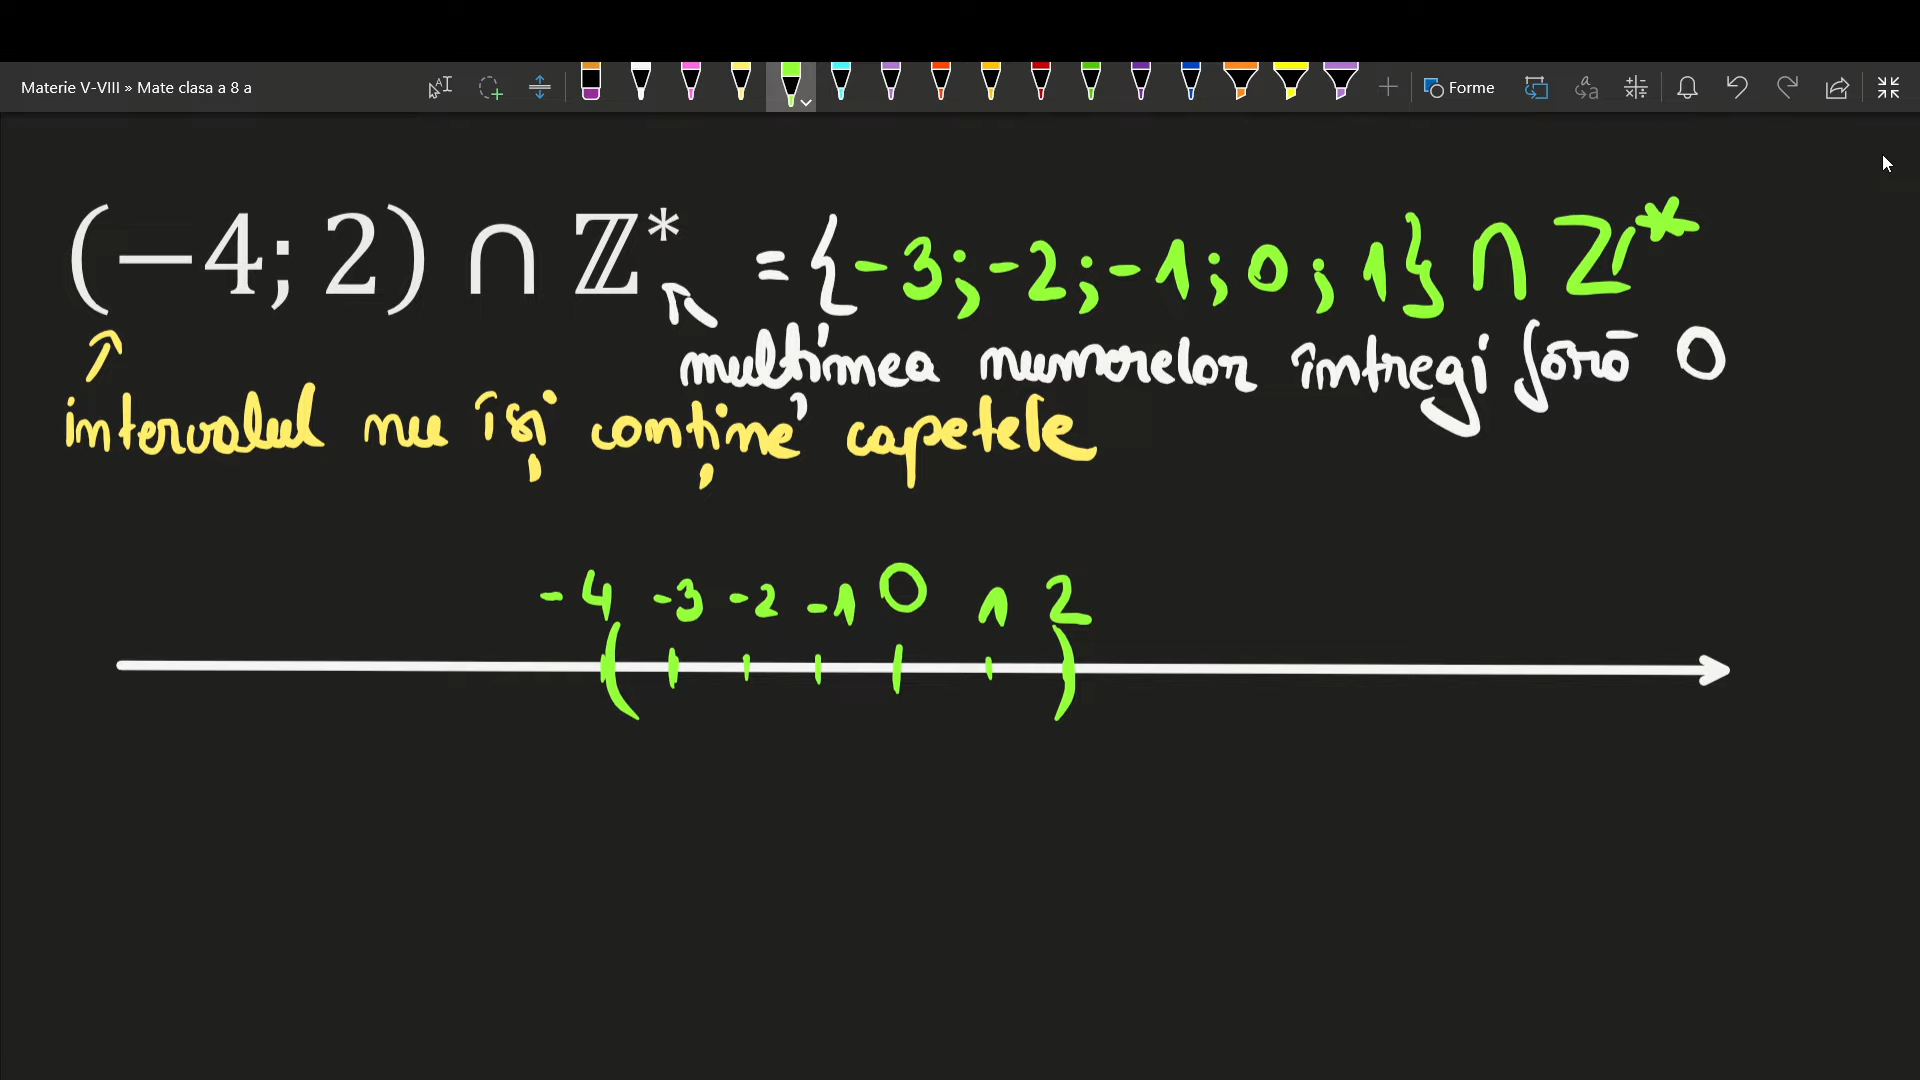 Materie V-VIII » Mate clasa a 8 a
Forme
(−4; 2) ∩ ℤ* = {-3; -2; -1; 0; 1} ∩ ℤ*
mulțimea numerelor întregi fără 0
intervalul nu își conține capetele
-4 -3 -2 -1 0 1 2